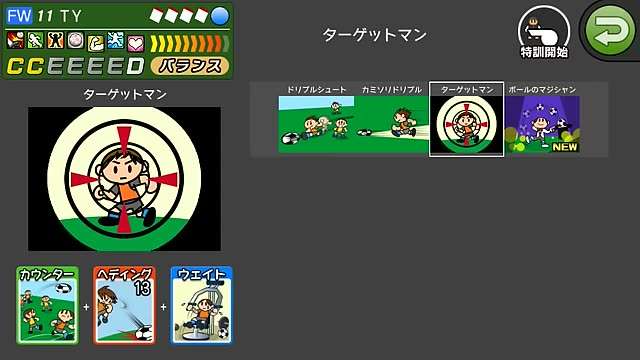 FW 11 TY
CCEEEED バランス
ターゲットマン
カウンター
ヘディング
13
ウエイト
ターゲットマン
特訓開始
ドリブルシュート
カミソリドリブル
ターゲットマン
ボールのマジシャン
NEW